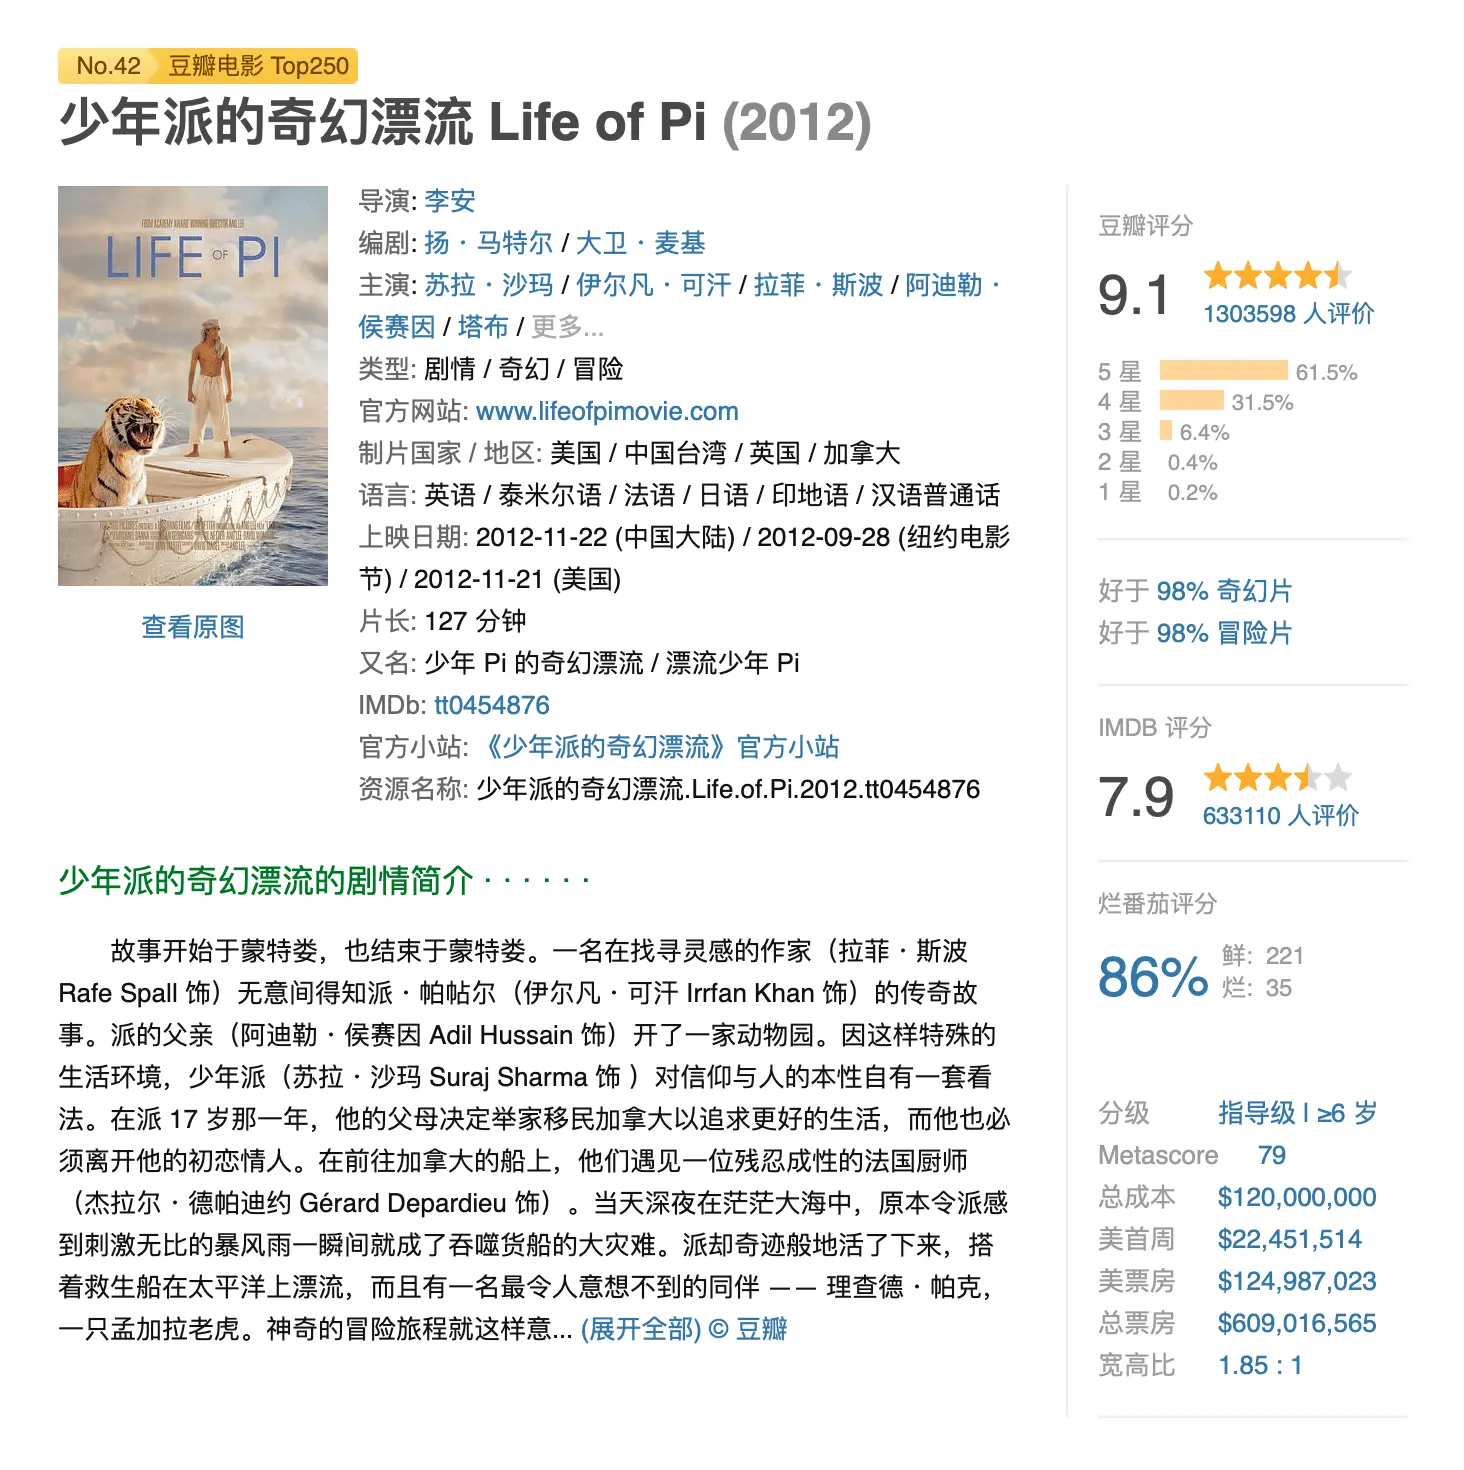 No.42 豆瓣电影 Top250
少年派的奇幻漂流 Life of Pi (2012)
FROM ACADEMY AWARD WINNING DIRECTOR ANG LEE
LIFE OF PI
查看原图
导演: 李安
编剧: 扬 · 马特尔 / 大卫 · 麦基
主演: 苏拉 · 沙玛 / 伊尔凡 · 可汗 / 拉菲 · 斯波 / 阿迪勒 ·
侯赛因 / 塔布 / 更多...
类型: 剧情 / 奇幻 / 冒险
官方网站: www.lifeofpimovie.com
制片国家 / 地区: 美国 / 中国台湾 / 英国 / 加拿大
语言: 英语 / 泰米尔语 / 法语 / 日语 / 印地语 / 汉语普通话
上映日期: 2012-11-22 (中国大陆) / 2012-09-28 (纽约电影
节) / 2012-11-21 (美国)
片长: 127 分钟
又名: 少年 Pi 的奇幻漂流 / 漂流少年 Pi
IMDb: tt0454876
官方小站: 《少年派的奇幻漂流》官方小站
资源名称: 少年派的奇幻漂流.Life.of.Pi.2012.tt0454876
少年派的奇幻漂流的剧情简介 · · · · · ·
故事开始于蒙特娄，也结束于蒙特娄。一名在找寻灵感的作家（拉菲 · 斯波
Rafe Spall 饰）无意间得知派 · 帕帖尔（伊尔凡 · 可汗 Irrfan Khan 饰）的传奇故
事。派的父亲（阿迪勒 · 侯赛因 Adil Hussain 饰）开了一家动物园。因这样特殊的
生活环境，少年派（苏拉 · 沙玛 Suraj Sharma 饰 ）对信仰与人的本性自有一套看
法。在派 17 岁那一年，他的父母决定举家移民加拿大以追求更好的生活，而他也必
须离开他的初恋情人。在前往加拿大的船上，他们遇见一位残忍成性的法国厨师
（杰拉尔 · 德帕迪约 Gérard Depardieu 饰）。当天深夜在茫茫大海中，原本令派感
到刺激无比的暴风雨一瞬间就成了吞噬货船的大灾难。派却奇迹般地活了下来，搭
着救生船在太平洋上漂流，而且有一名最令人意想不到的同伴 —— 理查德 · 帕克，
一只孟加拉老虎。神奇的冒险旅程就这样意... (展开全部) © 豆瓣
豆瓣评分
9.1
1303598 人评价
5 星 61.5%
4 星 31.5%
3 星 6.4%
2 星 0.4%
1 星 0.2%
好于 98% 奇幻片
好于 98% 冒险片
IMDB 评分
7.9
633110 人评价
烂番茄评分
86%
鲜: 221
烂: 35
分级 指导级 | ≥6 岁
Metascore 79
总成本 $120,000,000
美首周 $22,451,514
美票房 $124,987,023
总票房 $609,016,565
宽高比 1.85 : 1